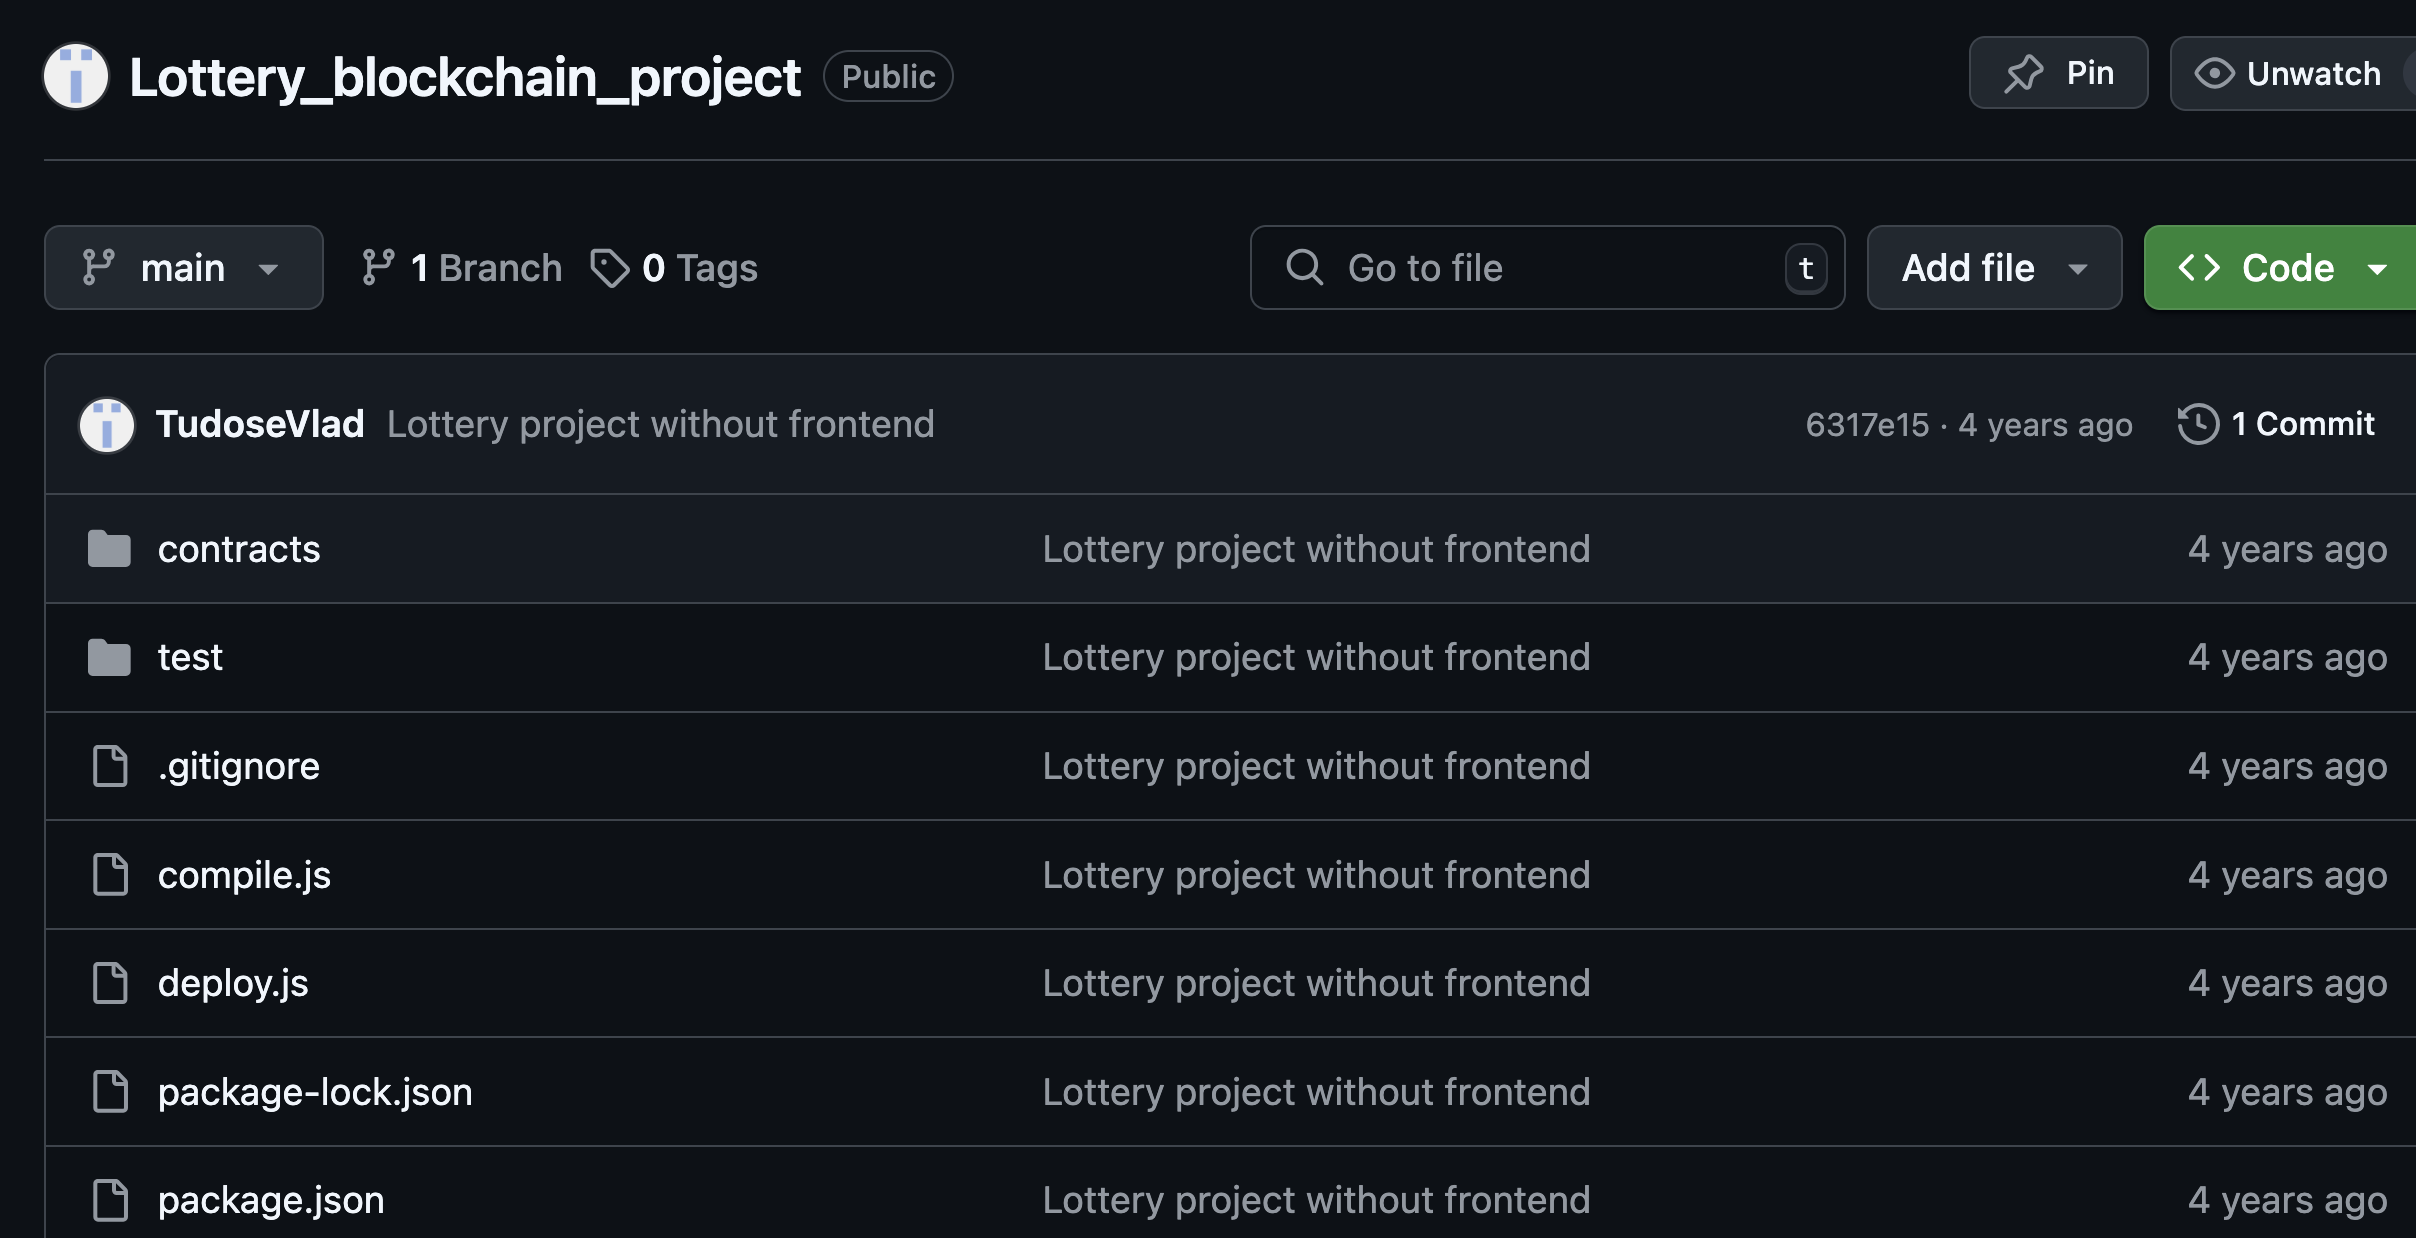 Lottery_blockchain_project Public Pin Unwatch
main 1 Branch 0 Tags Go to file t Add file Code
TudoseVlad Lottery project without frontend 6317e15 · 4 years ago 1 Commit
contracts Lottery project without frontend 4 years ago
test Lottery project without frontend 4 years ago
.gitignore Lottery project without frontend 4 years ago
compile.js Lottery project without frontend 4 years ago
deploy.js Lottery project without frontend 4 years ago
package-lock.json Lottery project without frontend 4 years ago
package.json Lottery project without frontend 4 years ago